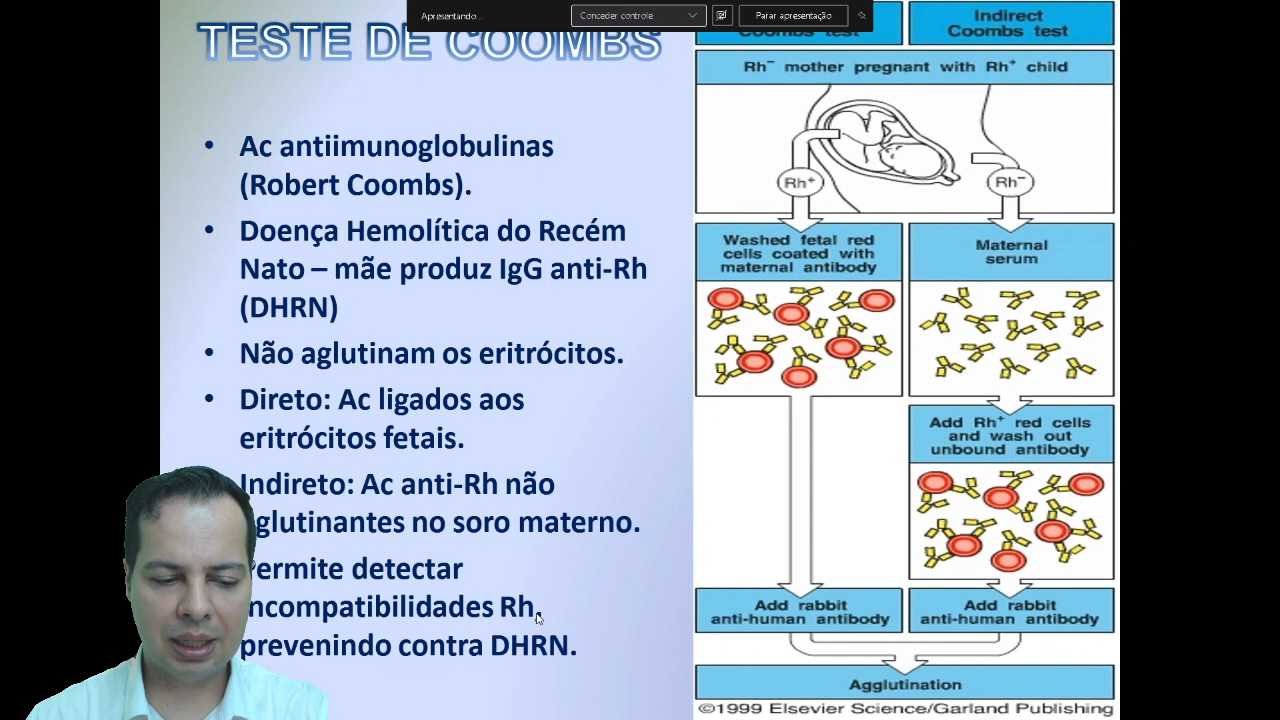 Apresentando...
Conceder controle
Parar apresentação
TESTE DE COOMBS
• Ac antiimunoglobulinas
(Robert Coombs).
• Doença Hemolítica do Recém
Nato – mãe produz IgG anti-Rh
(DHRN)
• Não aglutinam os eritrócitos.
• Direto: Ac ligados aos
eritrócitos fetais.
Indireto: Ac anti-Rh não
glutinantes no soro materno.
Permite detectar
ncompatibilidades Rh,
prevenindo contra DHRN.
Coombs test
Indirect
Coombs test
Rh⁻ mother pregnant with Rh⁺ child
Rh⁺
Rh⁻
Washed fetal red
cells coated with
maternal antibody
Maternal
serum
Add Rh⁺ red cells
and wash out
unbound antibody
Add rabbit
anti-human antibody
Add rabbit
anti-human antibody
Agglutination
©1999 Elsevier Science/Garland Publishing